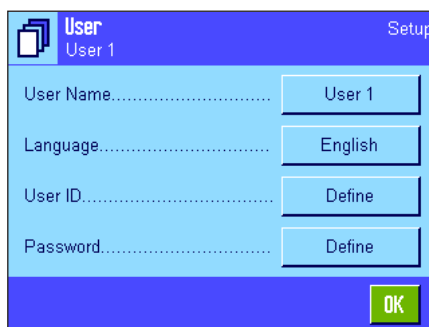 User Setup
User 1
User Name.............................. User 1
Language................................ English
User ID................................... Define
Password............................... Define
OK